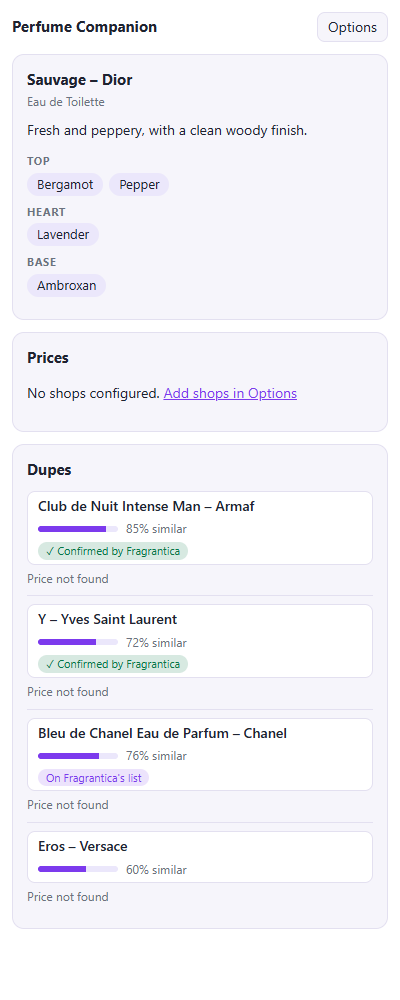 Perfume Companion
Options
Sauvage – Dior
Eau de Toilette
Fresh and peppery, with a clean woody finish.
TOP
Bergamot Pepper
HEART
Lavender
BASE
Ambroxan
Prices
No shops configured. Add shops in Options
Dupes
Club de Nuit Intense Man – Armaf
85% similar
✓ Confirmed by Fragrantica
Price not found
Y – Yves Saint Laurent
72% similar
✓ Confirmed by Fragrantica
Price not found
Bleu de Chanel Eau de Parfum – Chanel
76% similar
On Fragrantica's list
Price not found
Eros – Versace
60% similar
Price not found